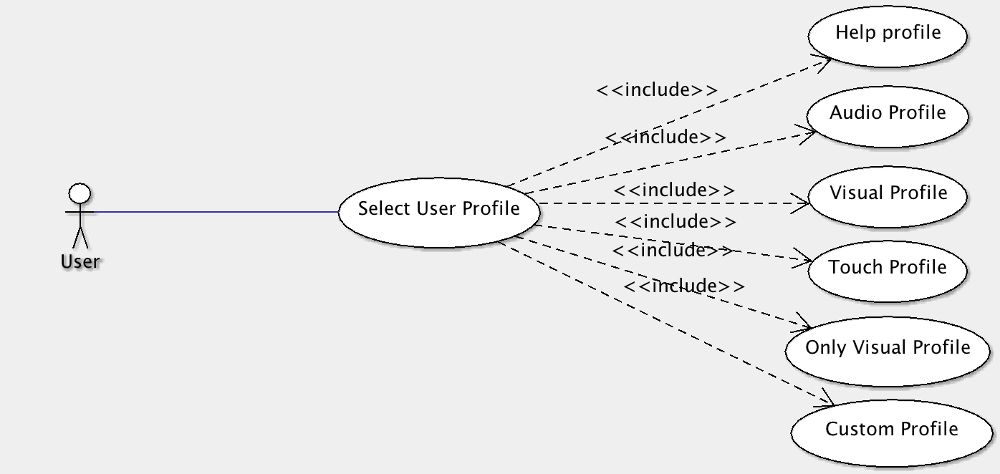 Help profile
<<include>>
Audio Profile
<<include>>
Visual Profile
<<include>>
Select User Profile
<<include>>
<<include>>
User
Touch Profile
<<include>>
Only Visual Profile
Custom Profile